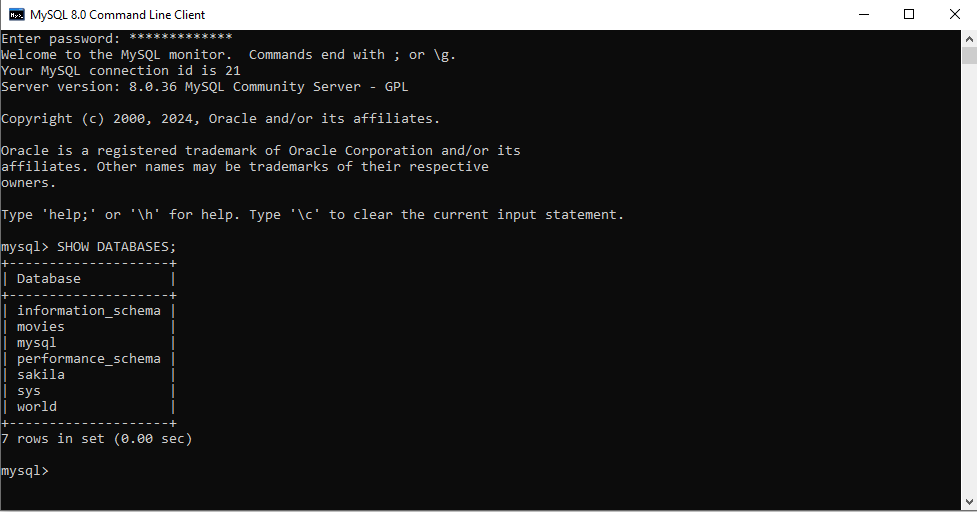 MySQL 8.0 Command Line Client
Enter password: *************
Welcome to the MySQL monitor.  Commands end with ; or \g.
Your MySQL connection id is 21
Server version: 8.0.36 MySQL Community Server - GPL

Copyright (c) 2000, 2024, Oracle and/or its affiliates.

Oracle is a registered trademark of Oracle Corporation and/or its
affiliates. Other names may be trademarks of their respective
owners.

Type 'help;' or '\h' for help. Type '\c' to clear the current input statement.

mysql> SHOW DATABASES;
+--------------------+
| Database           |
+--------------------+
| information_schema |
| movies             |
| mysql              |
| performance_schema |
| sakila             |
| sys                |
| world              |
+--------------------+
7 rows in set (0.00 sec)

mysql>